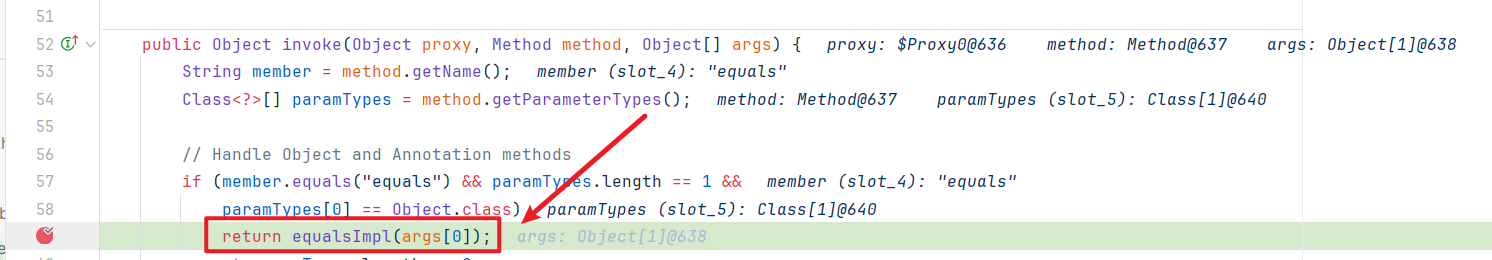 51
52 public Object invoke(Object proxy, Method method, Object[] args) { proxy: $Proxy0@636 method: Method@637 args: Object[1]@638
53 String member = method.getName(); member (slot_4): "equals"
54 Class<?>[] paramTypes = method.getParameterTypes(); method: Method@637 paramTypes (slot_5): Class[1]@640
55
56 // Handle Object and Annotation methods
57 if (member.equals("equals") && paramTypes.length == 1 && member (slot_4): "equals"
58 paramTypes[0] == Object.class) paramTypes (slot_5): Class[1]@640
return equalsImpl(args[0]); args: Object[1]@638